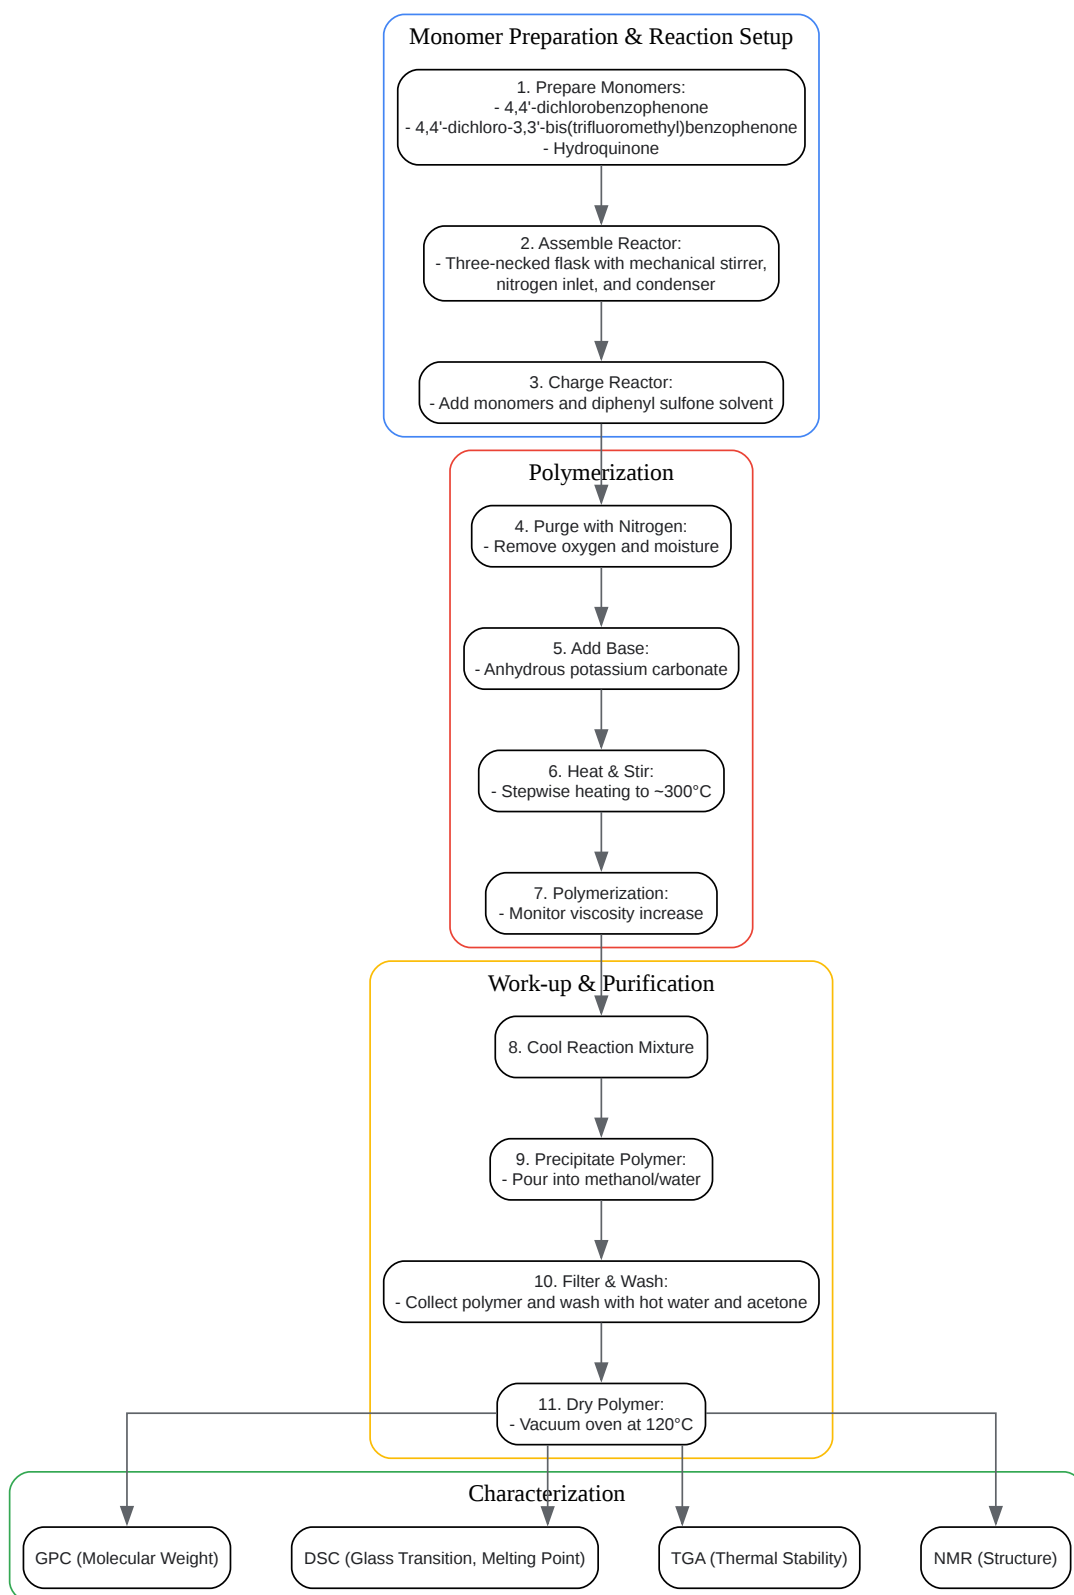 Monomer Preparation & Reaction Setup
1. Prepare Monomers:
- 4,4'-dichlorobenzophenone
- 4,4'-dichloro-3,3'-bis(trifluoromethyl)benzophenone
- Hydroquinone
2. Assemble Reactor:
- Three-necked flask with mechanical stirrer,
nitrogen inlet, and condenser
3. Charge Reactor:
- Add monomers and diphenyl sulfone solvent
Polymerization
4. Purge with Nitrogen:
- Remove oxygen and moisture
5. Add Base:
- Anhydrous potassium carbonate
6. Heat & Stir:
- Stepwise heating to ~300°C
7. Polymerization:
- Monitor viscosity increase
Work-up & Purification
8. Cool Reaction Mixture
9. Precipitate Polymer:
- Pour into methanol/water
10. Filter & Wash:
- Collect polymer and wash with hot water and acetone
11. Dry Polymer:
- Vacuum oven at 120°C
Characterization
GPC (Molecular Weight)
DSC (Glass Transition, Melting Point)
TGA (Thermal Stability)
NMR (Structure)